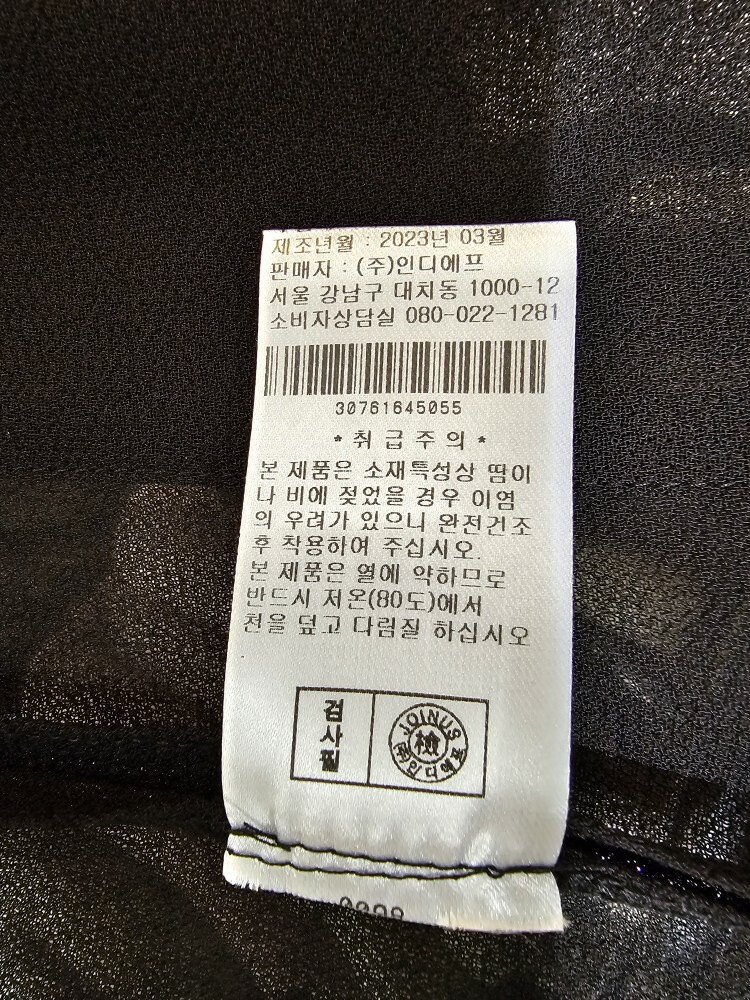 제조년월 : 2023년 03월
판매자 : (주)인디에프
서울 강남구 대치동 1000-12
소비자상담실 080-022-1281
30761645055
* 취 급 주 의 *
본 제품은 소재특성상 땀이
나 비에 젖었을 경우 이염
의 우려가 있으니 완전건조
후 착용하여 주십시오.
본 제품은 열에 약하므로
반드시 저온(80도)에서
천을 덮고 다림질 하십시오
검사필
JOINUS
檢
㈜인디에프